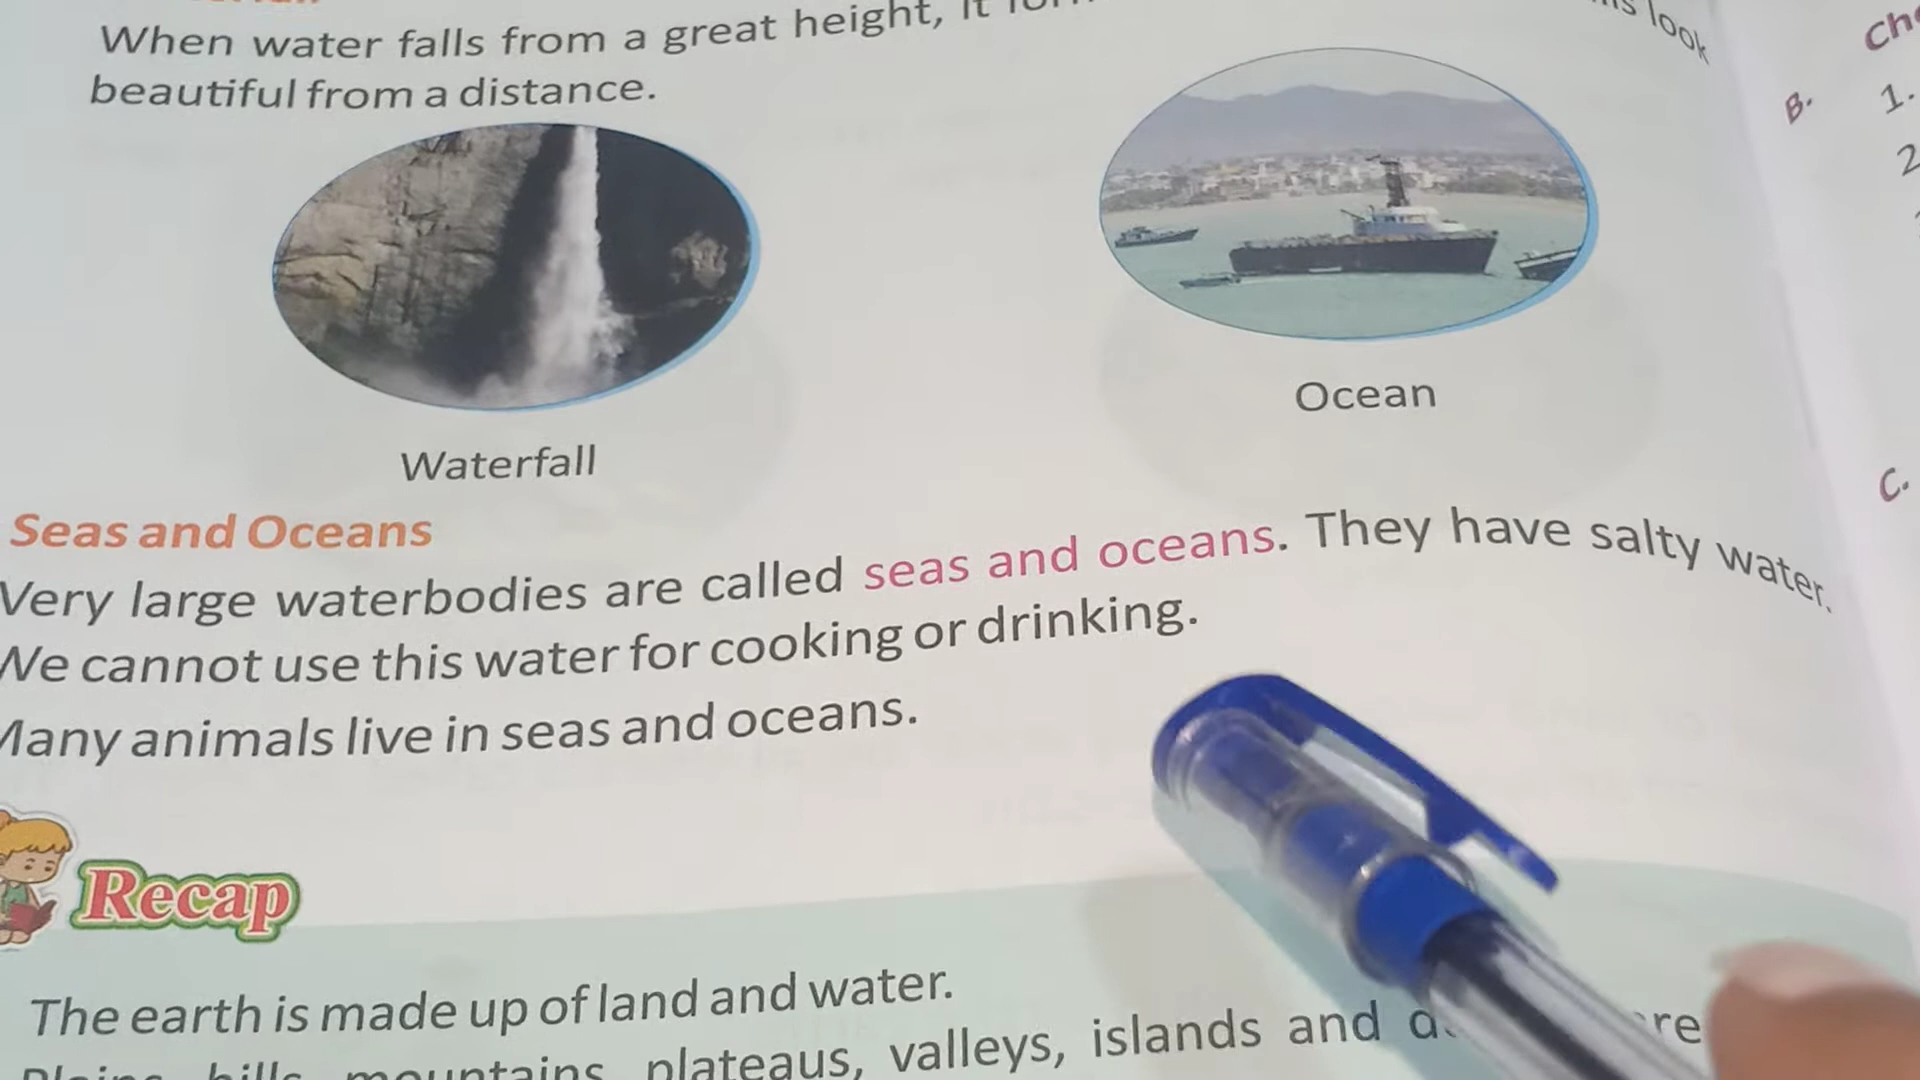 When water falls from a great height, it
look
beautiful from a distance.
Waterfall
Ocean
Seas and Oceans
Very large waterbodies are called seas and oceans. They have salty water.
We cannot use this water for cooking or drinking.
Many animals live in seas and oceans.
Recap
The earth is made up of land and water.
Plains, hills, mountains, plateaus, valleys, islands and
B.
1.
2
C.